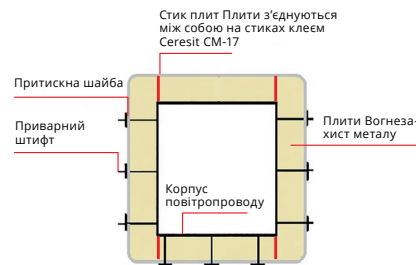 Стик плит Плити з’єднуються
між собою на стиках клеєм
Ceresit CM-17
Притискна шайба
Приварний
штифт
Плити Вогнеза-
хист металу
Корпус
повітропроводу